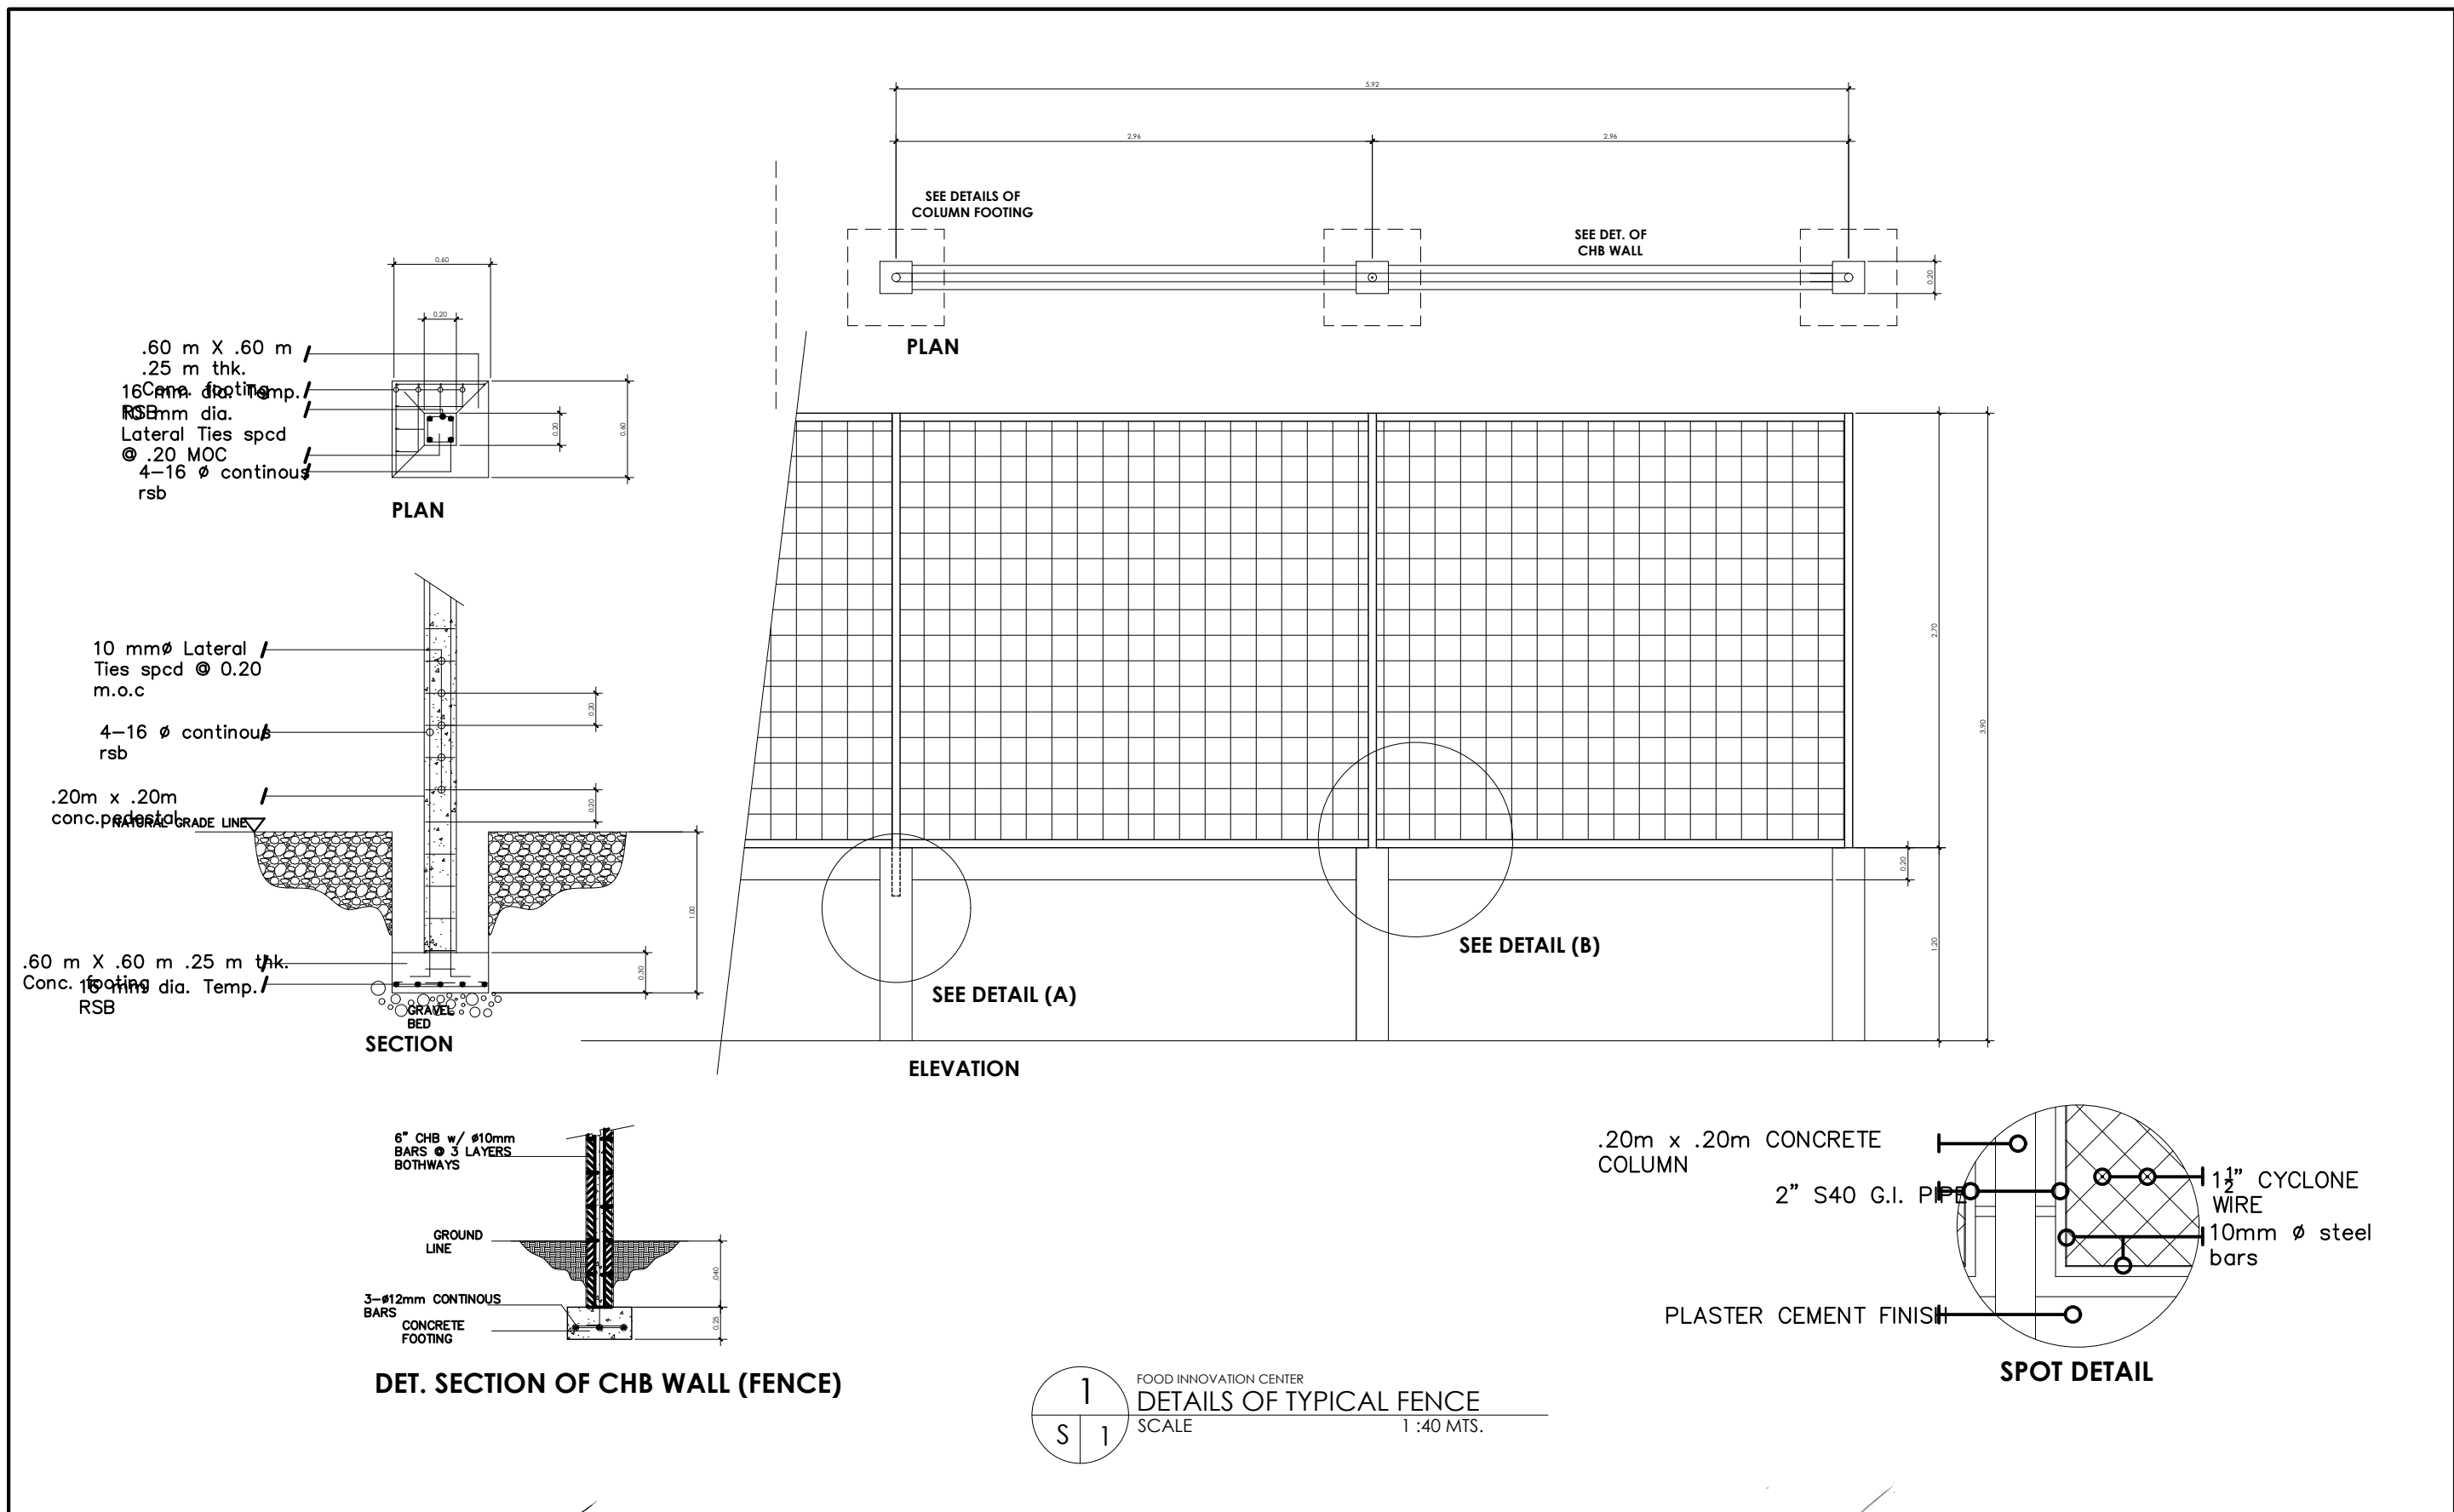 5.92
2.96
2.96
SEE DETAILS OF
COLUMN FOOTING
SEE DET. OF
CHB WALL
0.20
PLAN
0.60
0.20
.60 m X .60 m
.25 m thk.
Conc. footing
16 mm dia. Temp.
RSB
10 mm dia.
Lateral Ties spcd
@ .20 MOC
4-16 ø continous
rsb
0.20
0.60
PLAN
10 mmø Lateral
Ties spcd @ 0.20
m.o.c
4-16 ø continous
rsb
.20m x .20m
conc.pedestal
NATURAL GRADE LINE
0.20
0.20
1.00
0.30
.60 m X .60 m .25 m thk.
Conc. footing
16 mm dia. Temp.
RSB
GRAVEL
BED
SECTION
2.70
3.90
0.20
1.20
SEE DETAIL (A)
SEE DETAIL (B)
ELEVATION
6" CHB w/ ø10mm
BARS @ 3 LAYERS
BOTHWAYS
GROUND
LINE
.040
3-ø12mm CONTINOUS
BARS
CONCRETE
FOOTING
0.25
DET. SECTION OF CHB WALL (FENCE)
.20m x .20m CONCRETE
COLUMN
2" S40 G.I. PIPE
1 1/2" CYCLONE
WIRE
10mm ø steel
bars
PLASTER CEMENT FINISH
SPOT DETAIL
1
S 1
FOOD INNOVATION CENTER
DETAILS OF TYPICAL FENCE
SCALE 1 :40 MTS.